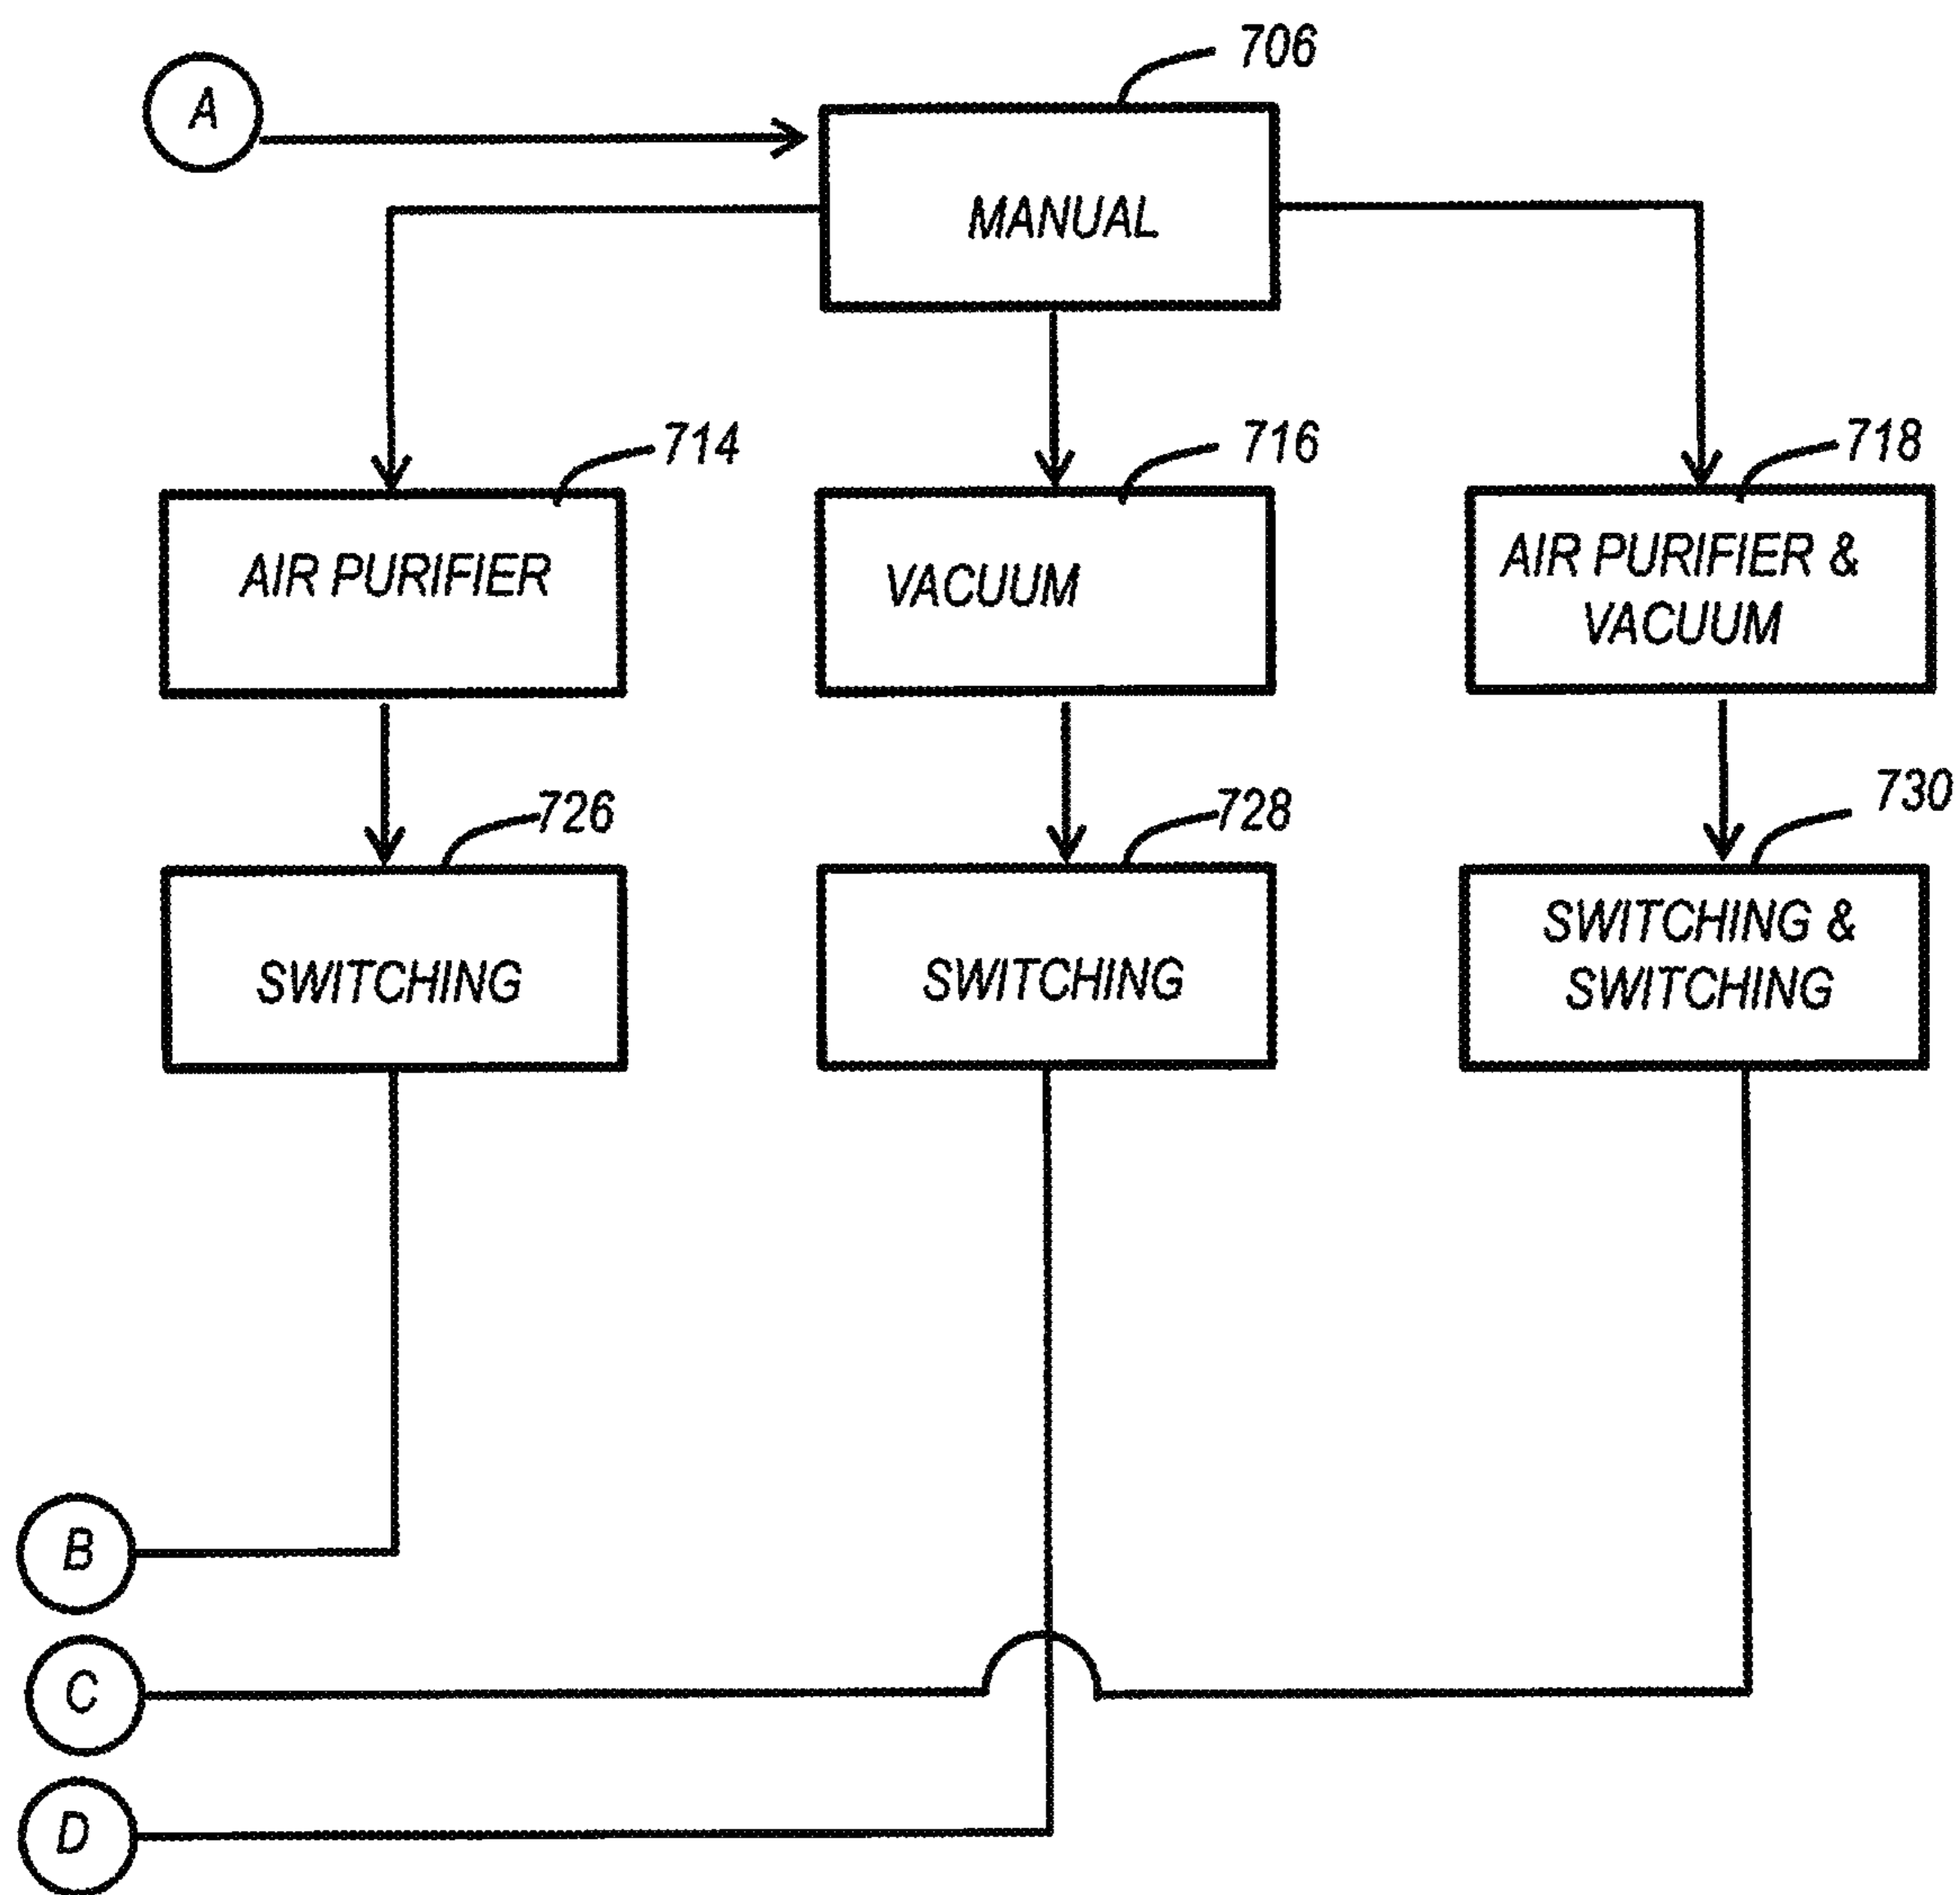 706
A
MANUAL
714
716
718
AIR PURIFIER
VACUUM
AIR PURIFIER &
VACUUM
726
728
730
SWITCHING
SWITCHING
SWITCHING &
SWITCHING
B
C
D